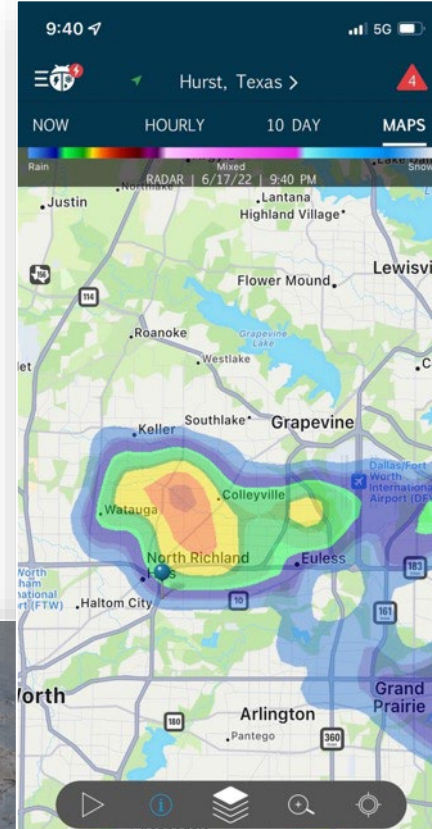 9:40
5G
Hurst, Texas >
4
NOW HOURLY 10 DAY MAPS
Rain Mixed Snow
RADAR | 6/17/22 | 9:40 PM
Justin
Lantana
Highland Village
Lewisvi
Flower Mound
114
Roanoke
Grapevine
Lake
Westlake
Southlake
Grapevine
Keller
Dallas/Fort
Worth
International
Airport (DF
Colleyville
Watauga
North Richland
Euless
Worth
183
Haltom City
10
161
orth
Grand
Prairie
180
Arlington
Pantego
360